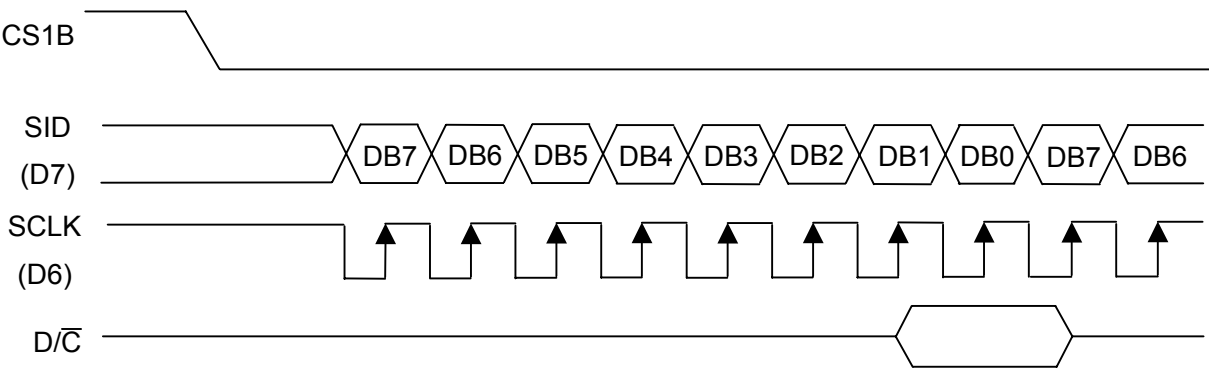 CS1B
SID
(D7)
DB7 DB6 DB5 DB4 DB3 DB2 DB1 DB0 DB7 DB6
SCLK
(D6)
D/C̅